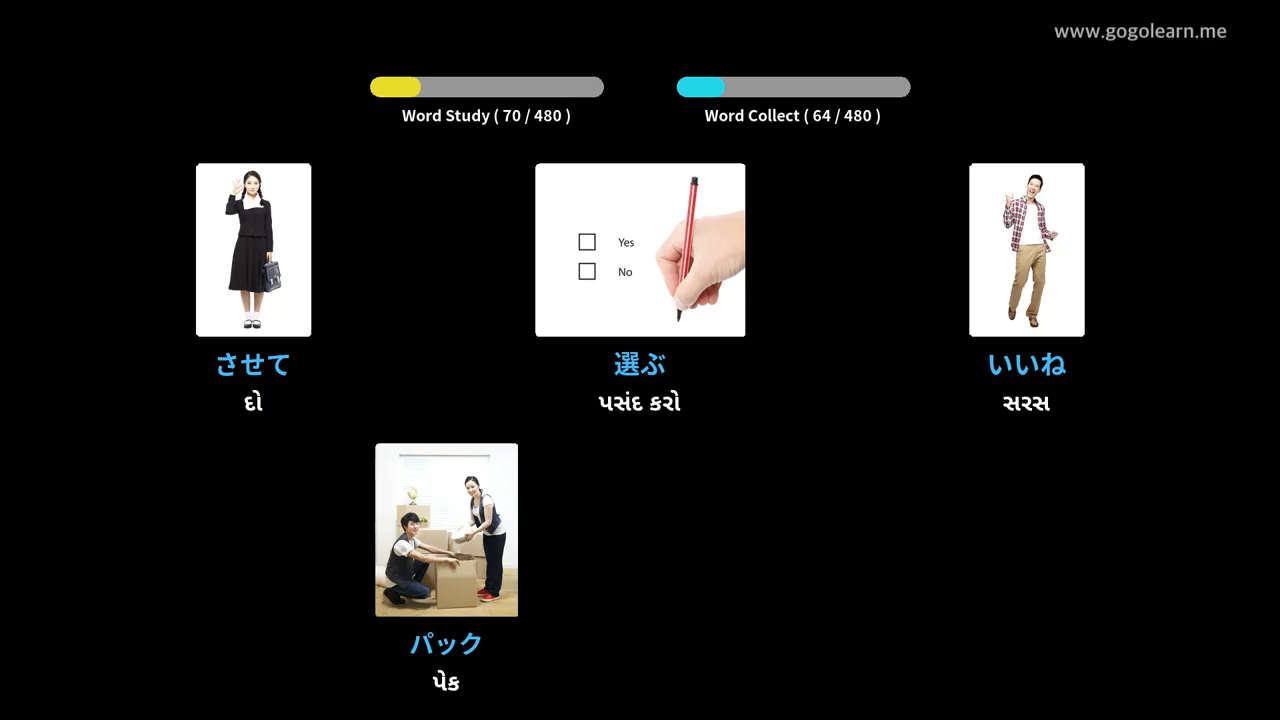 www.gogolearn.me
Word Study ( 70 / 480 )
Word Collect ( 64 / 480 )
Yes
No
させて
દો
選ぶ
પસંદ કરો
いいね
સરસ
パック
પેક